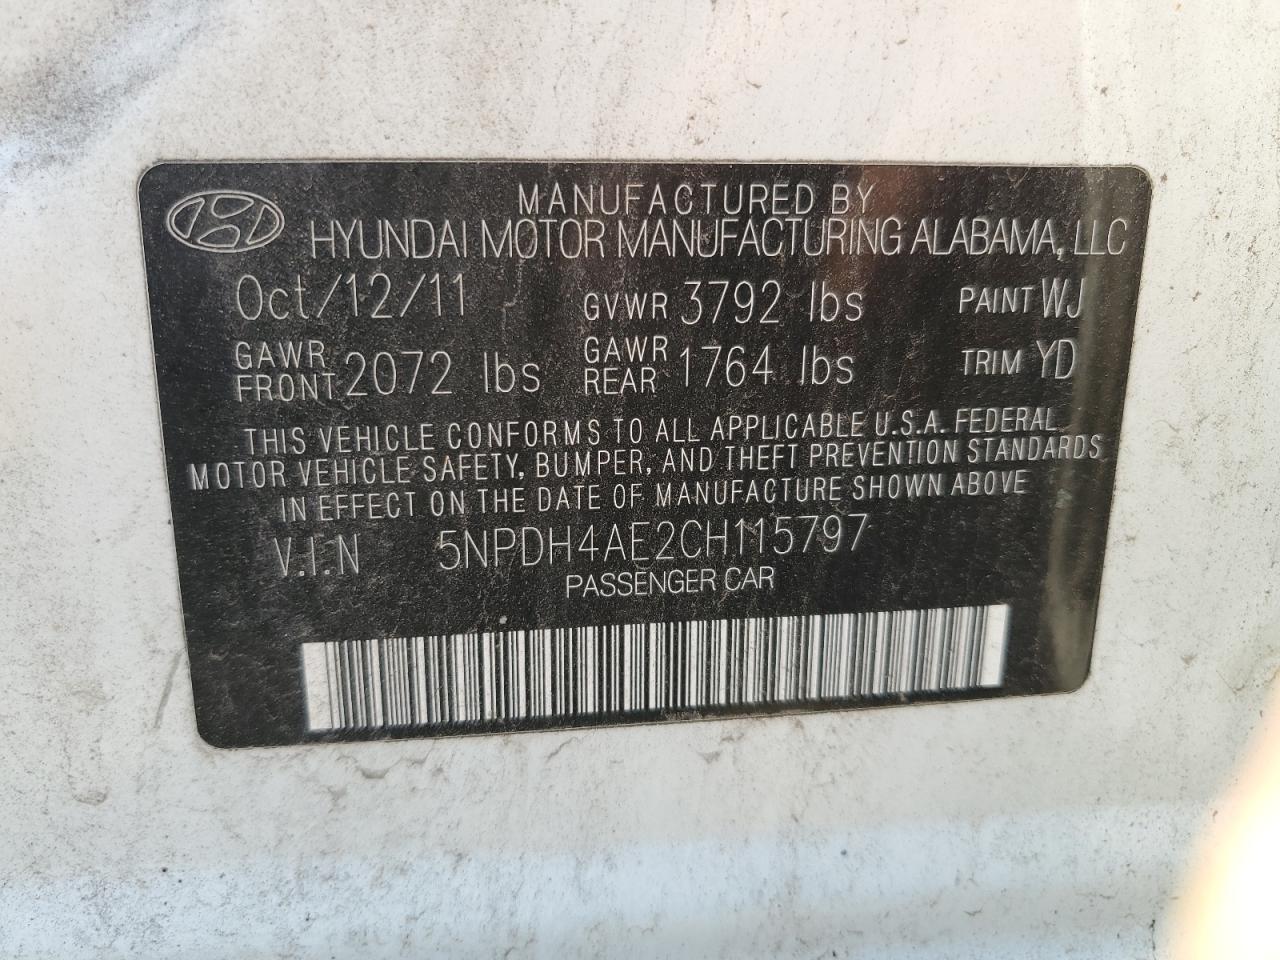 MANUFACTURED BY
HYUNDAI MOTOR MANUFACTURING ALABAMA, LLC
Oct/12/11 GVWR 3792 lbs PAINT WJ
GAWR FRONT 2072 lbs GAWR REAR 1764 lbs TRIM YD
THIS VEHICLE CONFORMS TO ALL APPLICABLE U.S.A. FEDERAL
MOTOR VEHICLE SAFETY, BUMPER, AND THEFT PREVENTION STANDARDS
IN EFFECT ON THE DATE OF MANUFACTURE SHOWN ABOVE
V.I.N 5NPDH4AE2CH115797
PASSENGER CAR